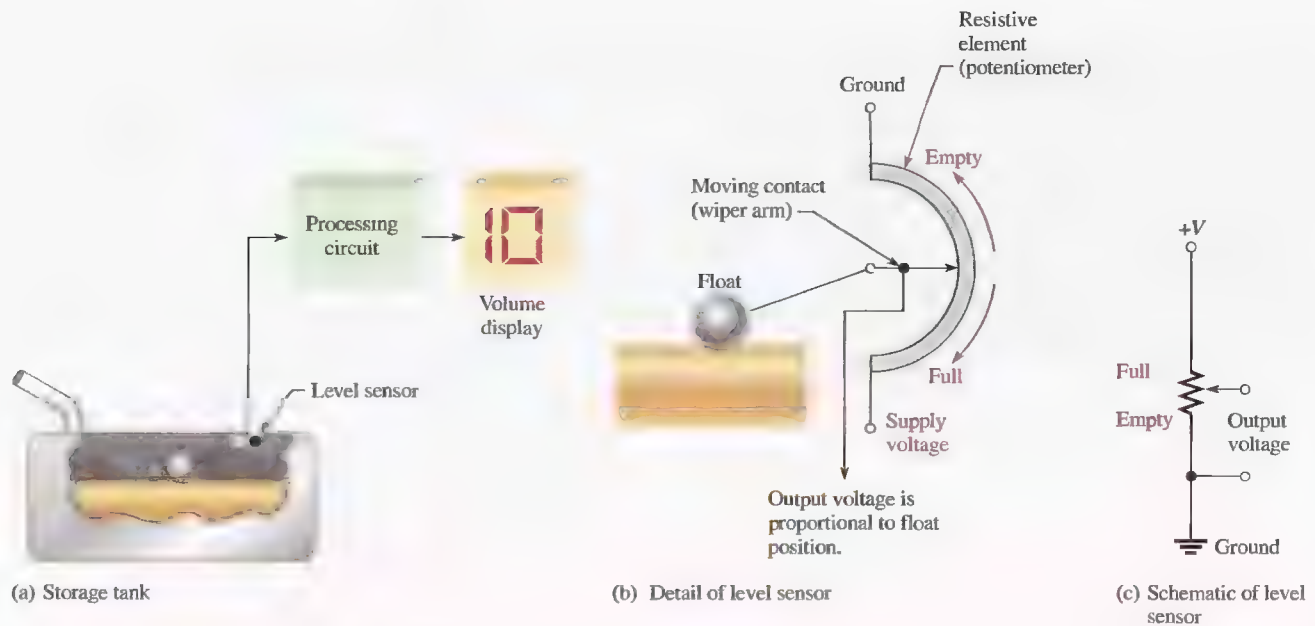 Processing
circuit
10
Volume
display
Level sensor
(a) Storage tank
Resistive
element
(potentiometer)
Ground
Empty
Moving contact
(wiper arm)
Float
Full
Supply
voltage
Output voltage is
proportional to float
position.
(b) Detail of level sensor
+V
Full
Empty
Output
voltage
Ground
(c) Schematic of level
sensor